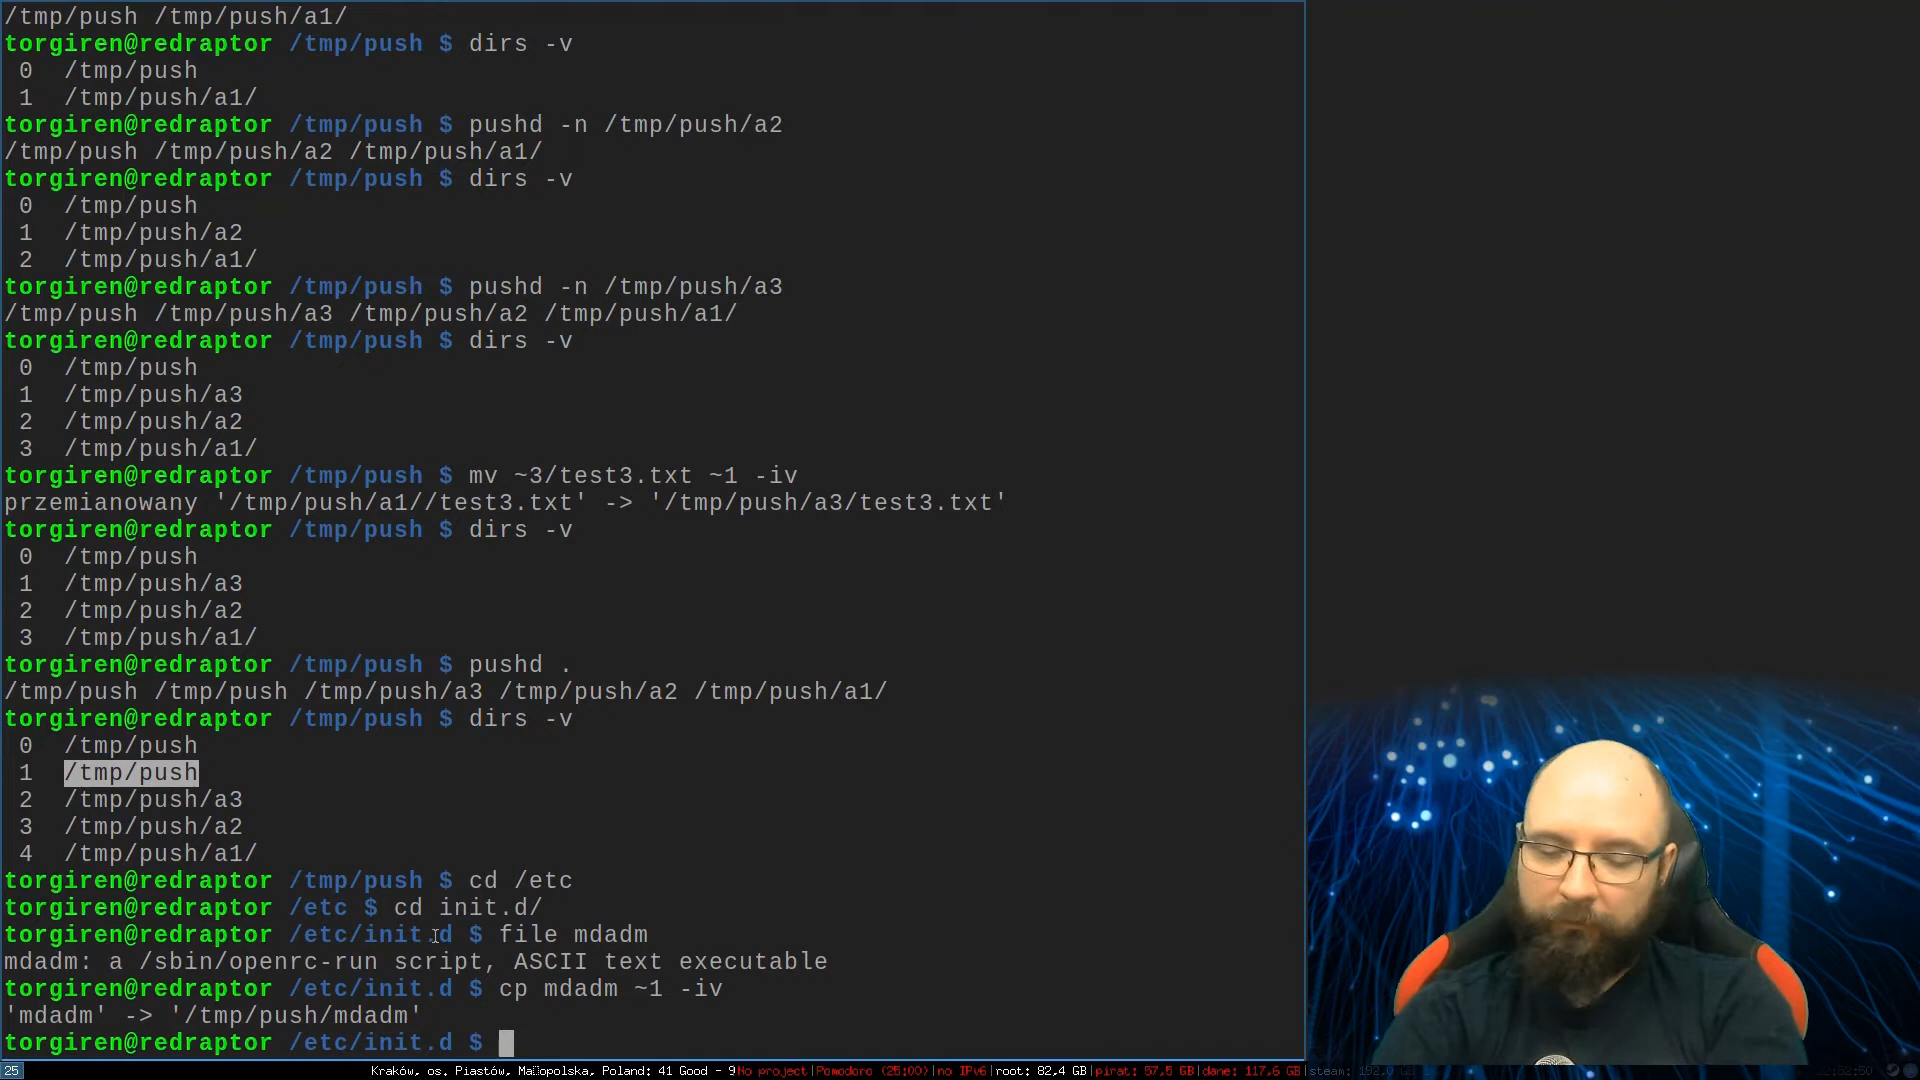 /tmp/push /tmp/push/a1/
torgiren@redraptor /tmp/push $ dirs -v
0 /tmp/push
1 /tmp/push/a1/
torgiren@redraptor /tmp/push $ pushd -n /tmp/push/a2
/tmp/push /tmp/push/a2 /tmp/push/a1/
torgiren@redraptor /tmp/push $ dirs -v
0 /tmp/push
1 /tmp/push/a2
2 /tmp/push/a1/
torgiren@redraptor /tmp/push $ pushd -n /tmp/push/a3
/tmp/push /tmp/push/a3 /tmp/push/a2 /tmp/push/a1/
torgiren@redraptor /tmp/push $ dirs -v
0 /tmp/push
1 /tmp/push/a3
2 /tmp/push/a2
3 /tmp/push/a1/
torgiren@redraptor /tmp/push $ mv ~3/test3.txt ~1 -iv
przemianowany '/tmp/push/a1//test3.txt' -> '/tmp/push/a3/test3.txt'
torgiren@redraptor /tmp/push $ dirs -v
0 /tmp/push
1 /tmp/push/a3
2 /tmp/push/a2
3 /tmp/push/a1/
torgiren@redraptor /tmp/push $ pushd .
/tmp/push /tmp/push /tmp/push/a3 /tmp/push/a2 /tmp/push/a1/
torgiren@redraptor /tmp/push $ dirs -v
0 /tmp/push
1 /tmp/push
2 /tmp/push/a3
3 /tmp/push/a2
4 /tmp/push/a1/
torgiren@redraptor /tmp/push $ cd /etc
torgiren@redraptor /etc $ cd init.d/
torgiren@redraptor /etc/init.d $ file mdadm
mdadm: a /sbin/openrc-run script, ASCII text executable
torgiren@redraptor /etc/init.d $ cp mdadm ~1 -iv
'mdadm' -> '/tmp/push/mdadm'
torgiren@redraptor /etc/init.d $
25 Kraków, os. Piastów, Małopolska, Poland: 41 Good - 9 No project|Pomodoro (25:00)|no IPv6|root: 82,4 GB|pirat: 57,5 GB|dane: 117,6 GB|steam: 192,0 GB